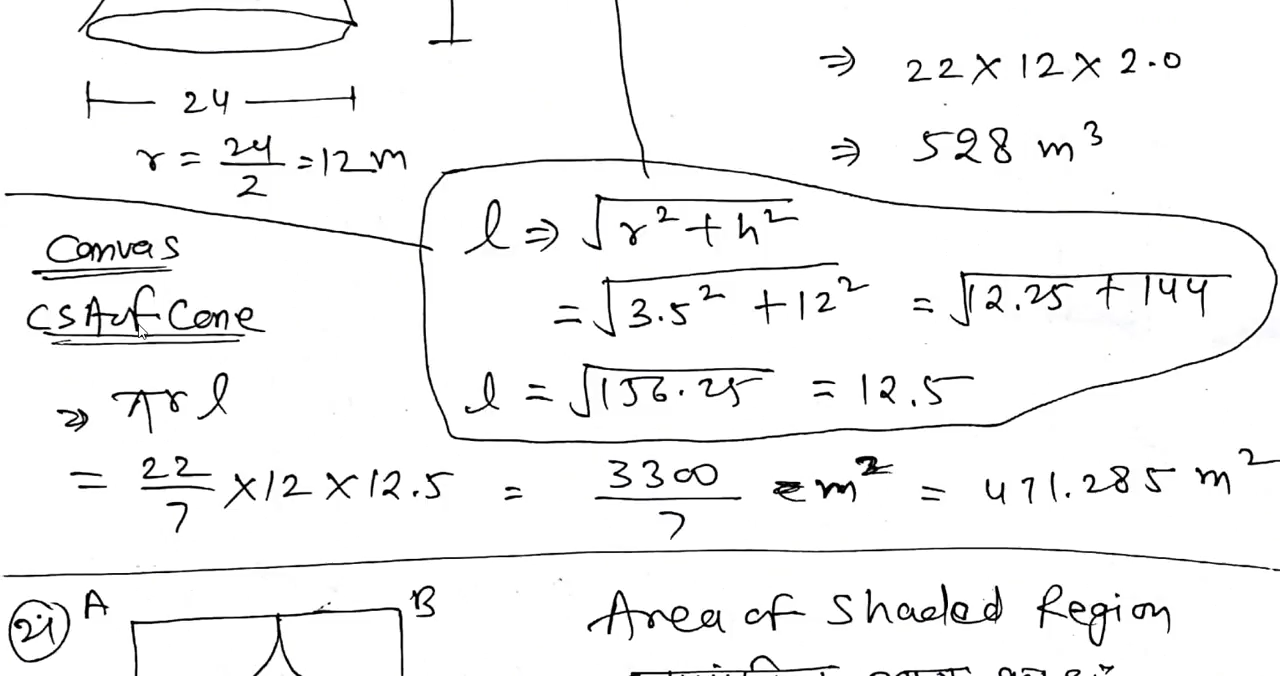 24
r = 24/2 = 12 m
⇒ 22 × 12 × 2.0
⇒ 528 m³
l ⇒ √(r² + h²)
= √(3.5² + 12²) = √(12.25 + 144)
l = √156.25 = 12.5
Canvas
CSA of Cone
⇒ πrl
= 22/7 × 12 × 12.5 = 3300/7 m² = 471.285 m²
A B
Area of Shaded Region